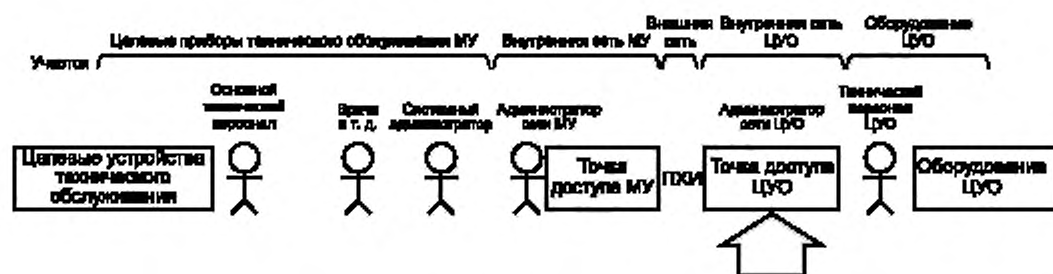 Целевые приборы технического обслуживания МУ
Внутренняя сеть МУ
Внешняя сеть
Внутренняя сеть ЦУО
Оборудование ЦУО
Участок
Основной
технический
персонал
Врачи
и т. д.
Системный
администратор
Администратор
сети МУ
Администратор
сети ЦУО
Технический
персонал
ЦУО
Целевые устройства
технического
обслуживания
Точка
доступа МУ
ПХИ
Точка доступа
ЦУО
Оборудование
ЦУО